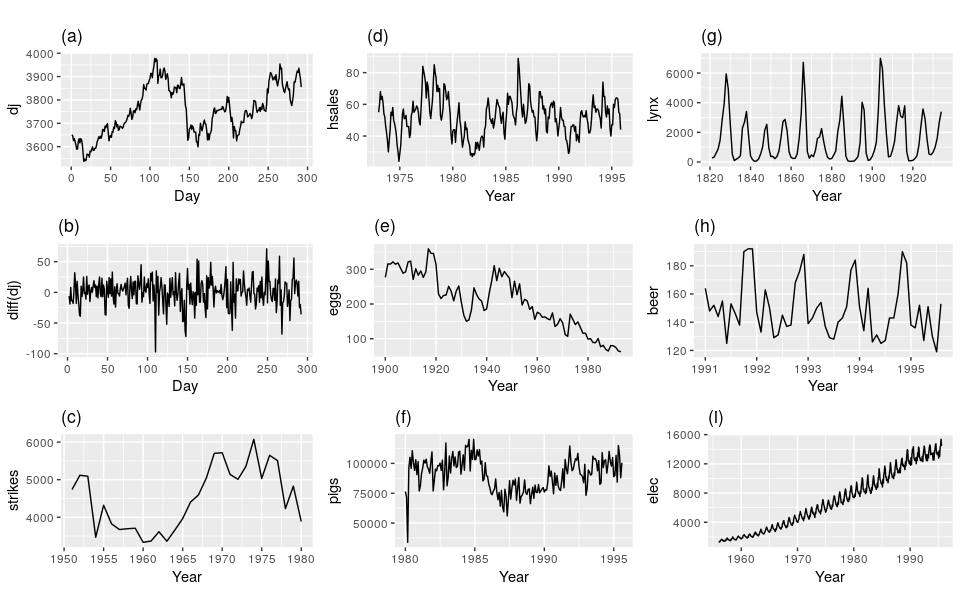 (a)
dj
4000
3900
3800
3700
3600
0 50 100 150 200 250 300
Day
(d)
hsales
80
60
40
1975 1980 1985 1990 1995
Year
(g)
lynx
6000
4000
2000
0
1820 1840 1860 1880 1900 1920
Year
(b)
diff(dj)
50
0
-50
-100
0 50 100 150 200 250 300
Day
(e)
eggs
300
200
100
1900 1920 1940 1960 1980
Year
(h)
beer
180
160
140
120
1991 1992 1993 1994 1995
Year
(c)
strikes
6000
5000
4000
1950 1955 1960 1965 1970 1975 1980
Year
(f)
pigs
100000
75000
50000
1980 1985 1990 1995
Year
(i)
elec
16000
12000
8000
4000
1960 1970 1980 1990
Year